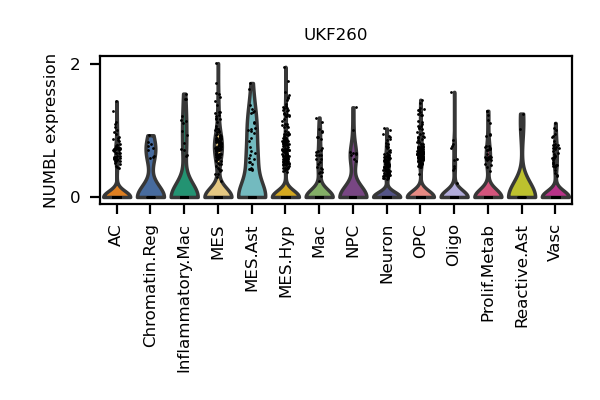 UKF260
NUMBL expression
2
0
AC
Chromatin.Reg
Inflammatory.Mac
MES
MES.Ast
MES.Hyp
Mac
NPC
Neuron
OPC
Oligo
Prolif.Metab
Reactive.Ast
Vasc